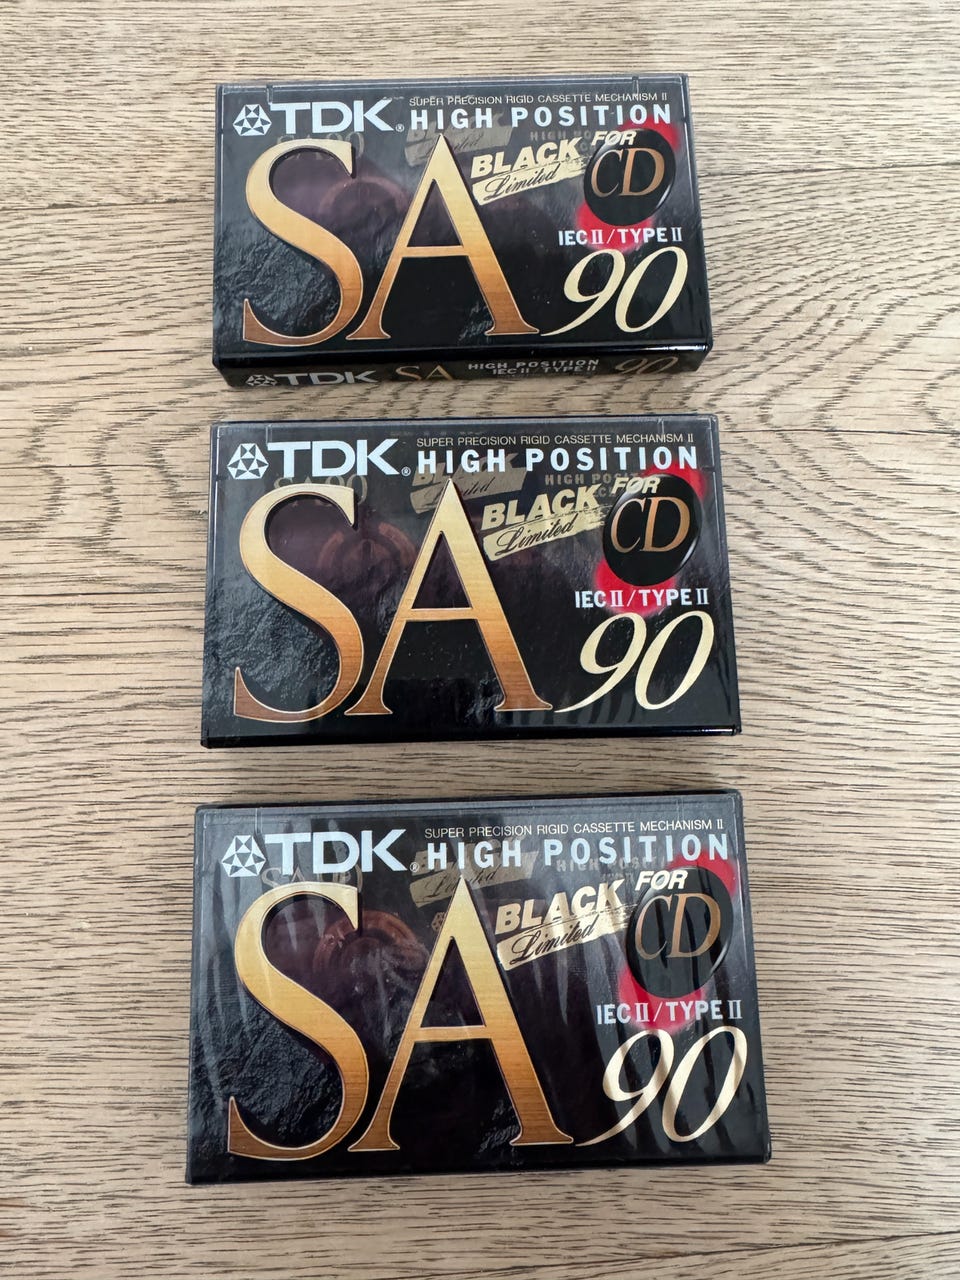 TDK® SUPER PRECISION RIGID CASSETTE MECHANISM II
HIGH POSITION
SA
BLACK FOR
Limited CD
IEC II/TYPE II
90
TDK SA HIGH POSITION 90
IEC II/TYPE II
TDK® SUPER PRECISION RIGID CASSETTE MECHANISM II
HIGH POSITION
SA
BLACK FOR
Limited CD
IEC II/TYPE II
90
TDK® SUPER PRECISION RIGID CASSETTE MECHANISM II
HIGH POSITION
SA
BLACK FOR
Limited CD
IEC II/TYPE II
90